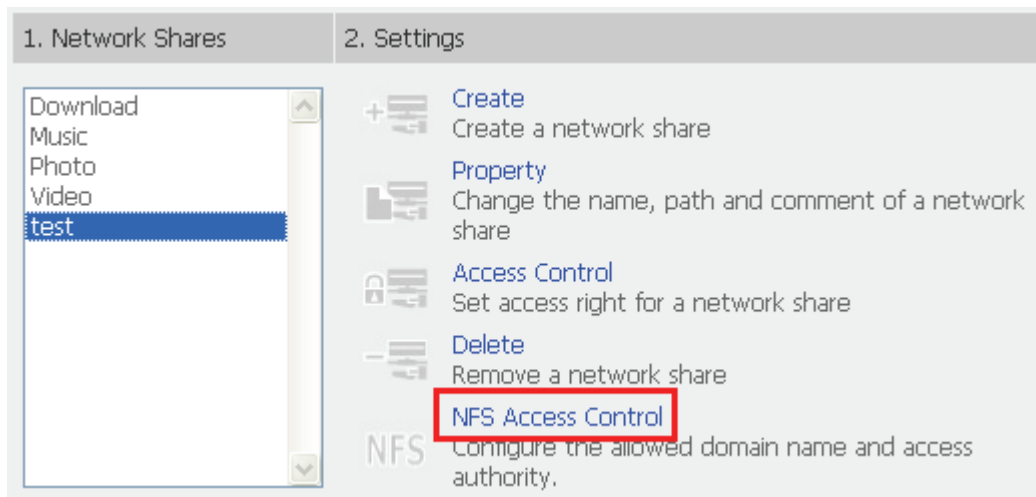 1. Network Shares
2. Settings
Download
Music
Photo
Video
test
Create
Create a network share
Property
Change the name, path and comment of a network
share
Access Control
Set access right for a network share
Delete
Remove a network share
NFS Access Control
NFS
Configure the allowed domain name and access
authority.